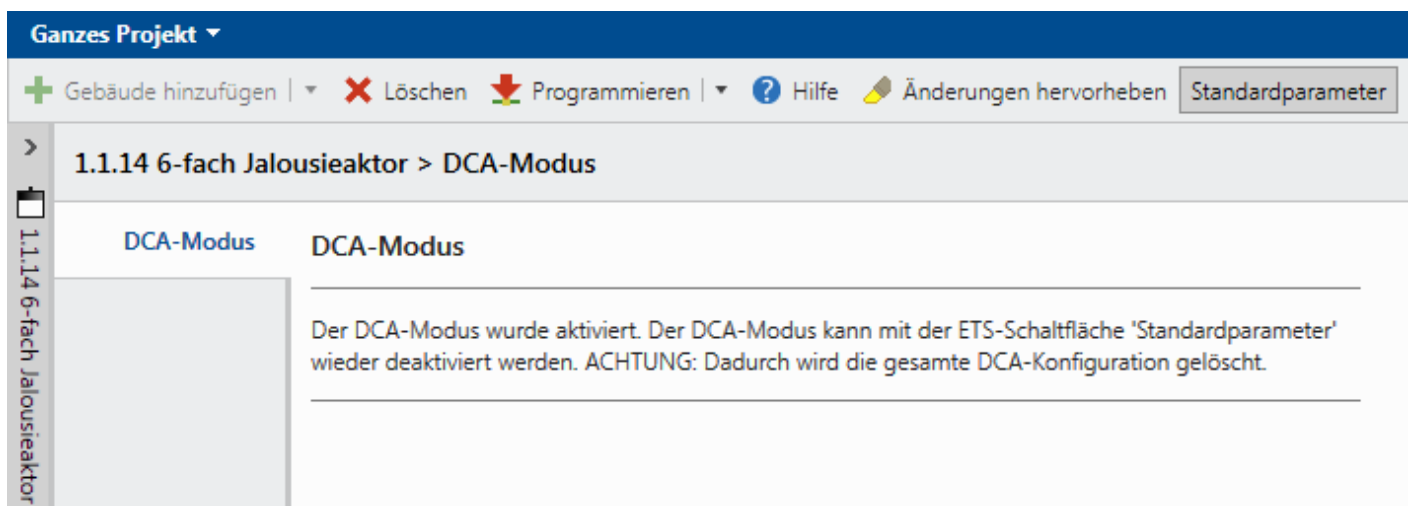 Ganzes Projekt
Gebäude hinzufügen Löschen Programmieren Hilfe Änderungen hervorheben Standardparameter
1.1.14 6-fach Jalousieaktor > DCA-Modus
1.1.14 6-fach Jalousieaktor
DCA-Modus
DCA-Modus
Der DCA-Modus wurde aktiviert. Der DCA-Modus kann mit der ETS-Schaltfläche 'Standardparameter'
wieder deaktiviert werden. ACHTUNG: Dadurch wird die gesamte DCA-Konfiguration gelöscht.